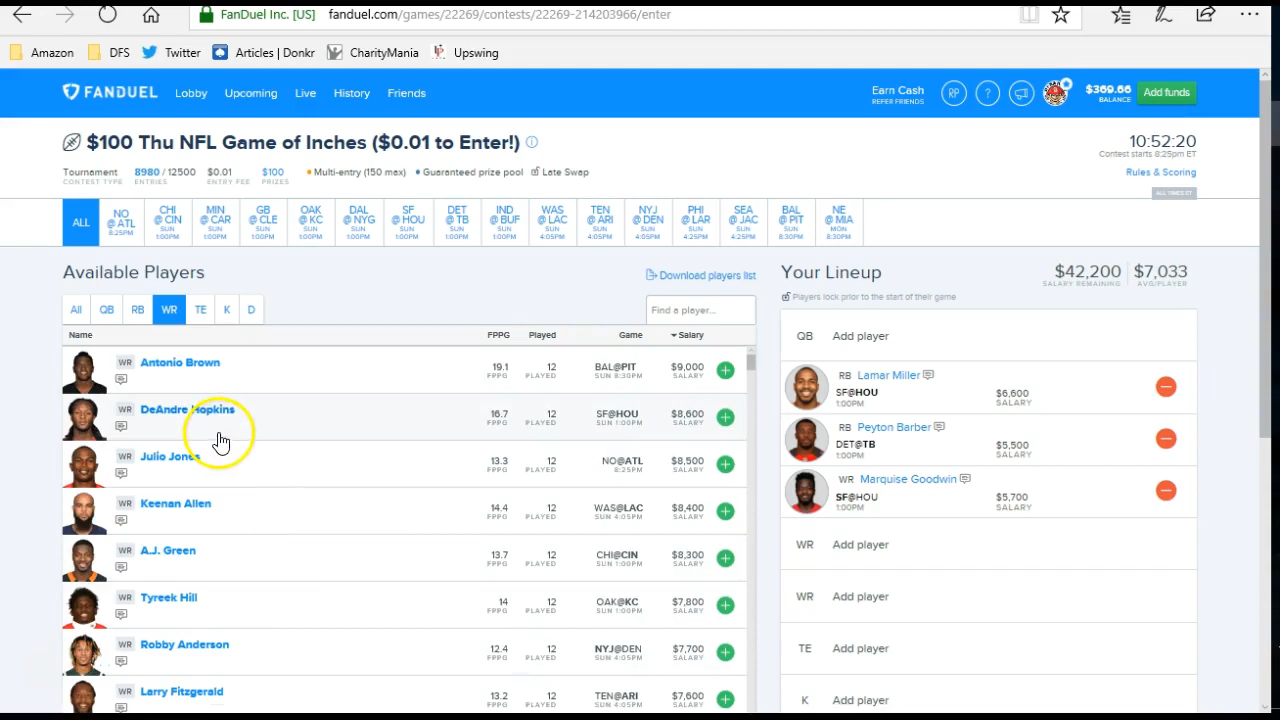 FanDuel Inc. [US] fanduel.com/games/22269/contests/22269-214203966/enter
Amazon DFS Twitter Articles | Donkr CharityMania Upswing
FANDUEL Lobby Upcoming Live History Friends Earn Cash REFER FRIENDS RP ? $369.66 BALANCE Add funds
$100 Thu NFL Game of Inches ($0.01 to Enter!)
10:52:20
Contest starts 8:25pm ET
Tournament 8980 / 12500 $0.01 $100 Multi-entry (150 max) Guaranteed prize pool Late Swap Rules & Scoring
CONTEST TYPE ENTRIES ENTRY FEE PRIZES
ALL TIMES ET
ALL
NO @ ATL 8:25PM
CHI @ CIN SUN 1:00PM
MIN @ CAR SUN 1:00PM
GB @ CLE SUN 1:00PM
OAK @ KC SUN 1:00PM
DAL @ NYG SUN 1:00PM
SF @ HOU SUN 1:00PM
DET @ TB SUN 1:00PM
IND @ BUF SUN 1:00PM
WAS @ LAC SUN 4:05PM
TEN @ ARI SUN 4:05PM
NYJ @ DEN SUN 4:05PM
PHI @ LAR SUN 4:25PM
SEA @ JAC SUN 4:25PM
BAL @ PIT SUN 8:30PM
NE @ MIA MON 8:30PM
Available Players
Download players list
All QB RB WR TE K D
Find a player...
Name FPPG Played Game Salary
WR Antonio Brown 19.1 FPPG 12 PLAYED BAL@PIT SUN 8:30PM $9,000 SALARY
WR DeAndre Hopkins 16.7 FPPG 12 PLAYED SF@HOU SUN 1:00PM $8,600 SALARY
WR Julio Jones 13.3 FPPG 12 PLAYED NO@ATL 8:25PM $8,500 SALARY
WR Keenan Allen 14.4 FPPG 12 PLAYED WAS@LAC SUN 4:05PM $8,400 SALARY
WR A.J. Green 13.7 FPPG 12 PLAYED CHI@CIN SUN 1:00PM $8,300 SALARY
WR Tyreek Hill 14 FPPG 12 PLAYED OAK@KC SUN 1:00PM $7,800 SALARY
WR Robby Anderson 12.4 FPPG 12 PLAYED NYJ@DEN SUN 4:05PM $7,700 SALARY
WR Larry Fitzgerald 13.2 FPPG 12 PLAYED TEN@ARI SUN 4:05PM $7,600 SALARY
Your Lineup
$42,200 $7,033
SALARY REMAINING AVG/PLAYER
Players lock prior to the start of their game
QB Add player
RB Lamar Miller SF@HOU 1:00PM $6,600 SALARY
RB Peyton Barber DET@TB 1:00PM $5,500 SALARY
WR Marquise Goodwin SF@HOU 1:00PM $5,700 SALARY
WR Add player
WR Add player
TE Add player
K Add player